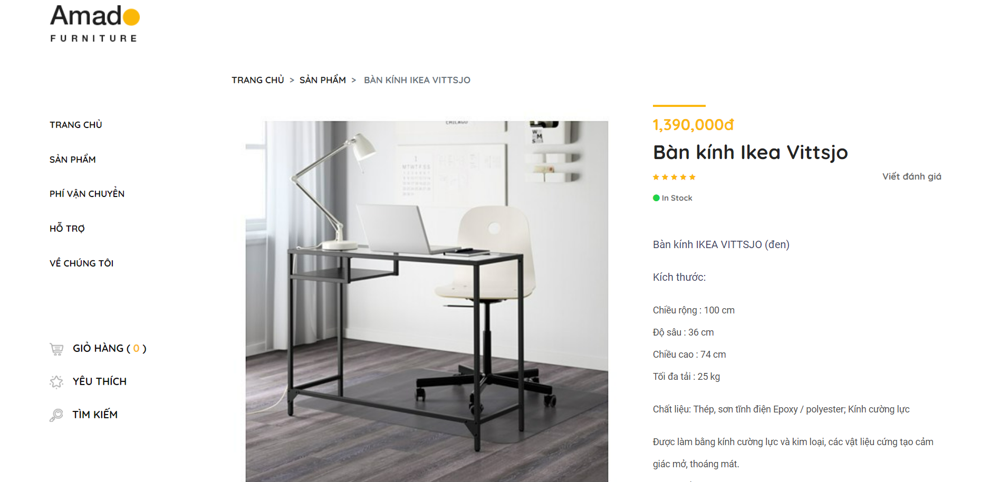 Amado
FURNITURE
TRANG CHỦ > SẢN PHẨM > BÀN KÍNH IKEA VITTSJO
TRANG CHỦ
SẢN PHẨM
PHÍ VẬN CHUYỂN
HỖ TRỢ
VỀ CHÚNG TÔI
GIỎ HÀNG ( 0 )
YÊU THÍCH
TÌM KIẾM
CHICAGO
W
M
S
1
M T W T F S S
1,390,000đ
Bàn kính Ikea Vittsjo
Viết đánh giá
In Stock
Bàn kính IKEA VITTSJO (đen)
Kích thước:
Chiều rộng : 100 cm
Độ sâu : 36 cm
Chiều cao : 74 cm
Tối đa tải : 25 kg
Chất liệu: Thép, sơn tĩnh điện Epoxy / polyester; Kính cường lực
Được làm bằng kính cường lực và kim loại, các vật liệu cứng tạo cảm
giác mở, thoáng mát.